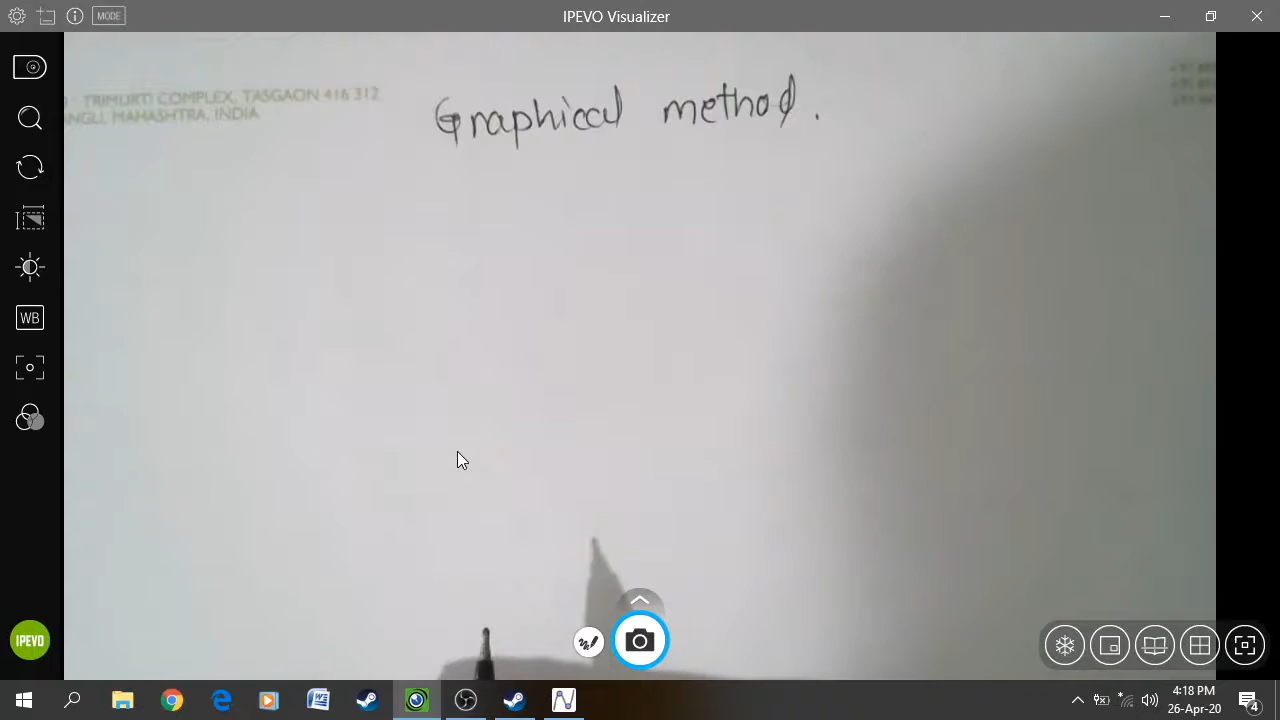 MODE
IPEVO Visualizer
TRIMURTI COMPLEX, TASGAON 416 312
MAHASHTRA, INDIA
Graphical method.
WB
IPEVO
4:18 PM
26-Apr-20
4